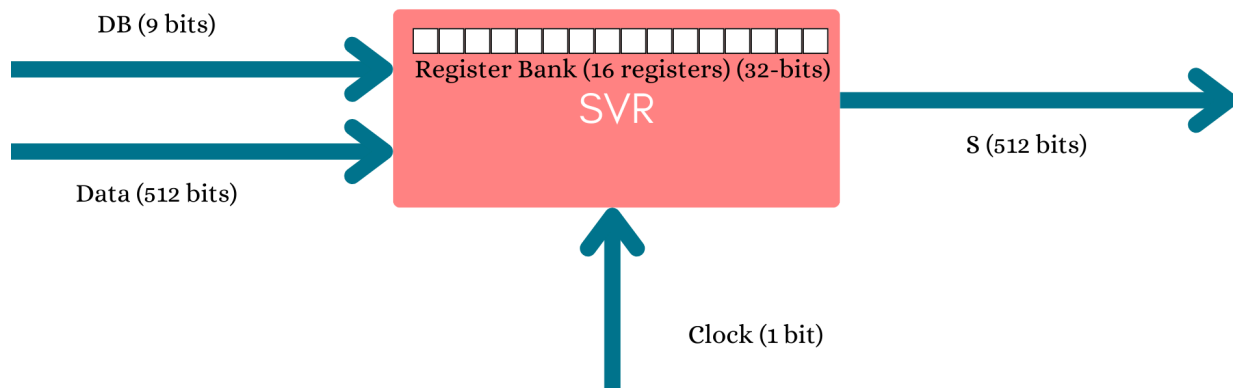 DB (9 bits)
Register Bank (16 registers) (32-bits)
SVR
S (512 bits)
Data (512 bits)
Clock (1 bit)